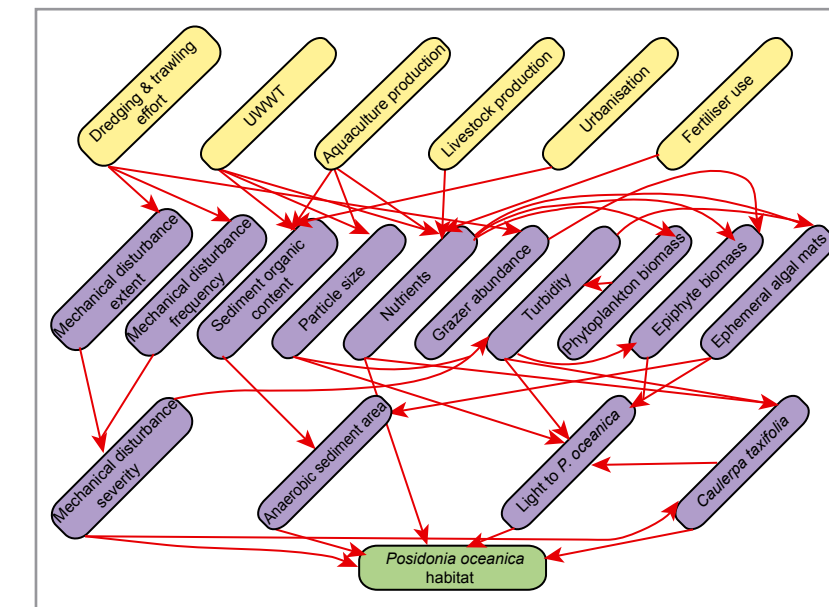 Dredging & trawling
effort
UWWT
Aquaculture production
Livestock production
Urbanisation
Fertiliser use
Mechanical disturbance
extent
Mechanical disturbance
frequency
Sediment organic
content
Particle size
Nutrients
Grazer abundance
Turbidity
Phytoplankton biomass
Epiphyte biomass
Ephemeral algal mats
Mechanical disturbance
severity
Anaerobic sediment area
Light to P. oceanica
Caulerpa taxifolia
Posidonia oceanica
habitat